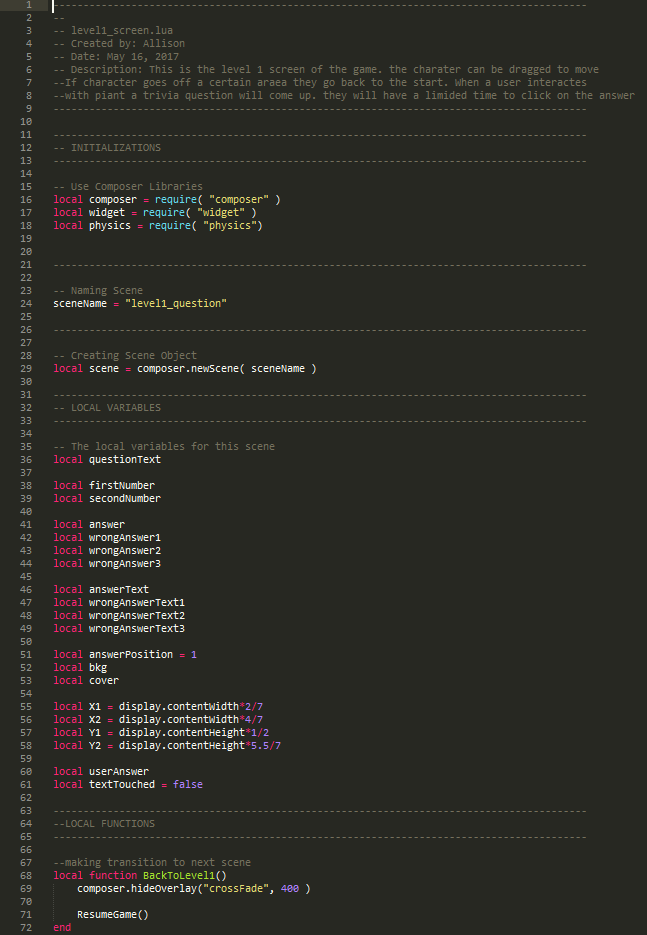 1 -----------------------------------------------------------------------------------------
2 --
3 -- level1_screen.lua
4 -- Created by: Allison
5 -- Date: May 16, 2017
6 -- Description: This is the level 1 screen of the game. the charater can be dragged to move
7 --If character goes off a certain araea they go back to the start. When a user interactes
8 --with piant a trivia question will come up. they will have a limided time to click on the answer
9 -----------------------------------------------------------------------------------------
10
11 -----------------------------------------------------------------------------------------
12 -- INITIALIZATIONS
13 -----------------------------------------------------------------------------------------
14
15 -- Use Composer Libraries
16 local composer = require( "composer" )
17 local widget = require( "widget" )
18 local physics = require( "physics")
19
20
21 -----------------------------------------------------------------------------------------
22
23 -- Naming Scene
24 sceneName = "level1_question"
25
26 -----------------------------------------------------------------------------------------
27
28 -- Creating Scene Object
29 local scene = composer.newScene( sceneName )
30
31 -----------------------------------------------------------------------------------------
32 -- LOCAL VARIABLES
33 -----------------------------------------------------------------------------------------
34
35 -- The local variables for this scene
36 local questionText
37
38 local firstNumber
39 local secondNumber
40
41 local answer
42 local wrongAnswer1
43 local wrongAnswer2
44 local wrongAnswer3
45
46 local answerText
47 local wrongAnswerText1
48 local wrongAnswerText2
49 local wrongAnswerText3
50
51 local answerPosition = 1
52 local bkg
53 local cover
54
55 local X1 = display.contentWidth*2/7
56 local X2 = display.contentWidth*4/7
57 local Y1 = display.contentHeight*1/2
58 local Y2 = display.contentHeight*5.5/7
59
60 local userAnswer
61 local textTouched = false
62
63 -----------------------------------------------------------------------------------------
64 --LOCAL FUNCTIONS
65 -----------------------------------------------------------------------------------------
66
67 --making transition to next scene
68 local function BackToLevel1()
69 composer.hideOverlay("crossFade", 400 )
70
71 ResumeGame()
72 end